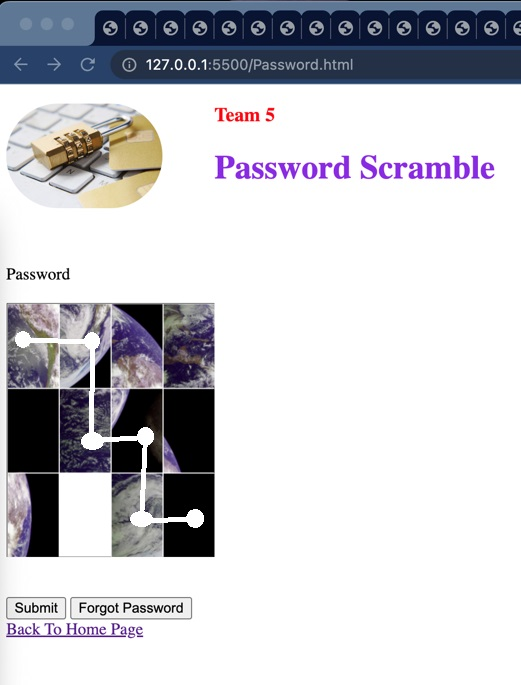 127.0.0.1:5500/Password.html
Team 5
Password Scramble
Password
Submit
Forgot Password
Back To Home Page